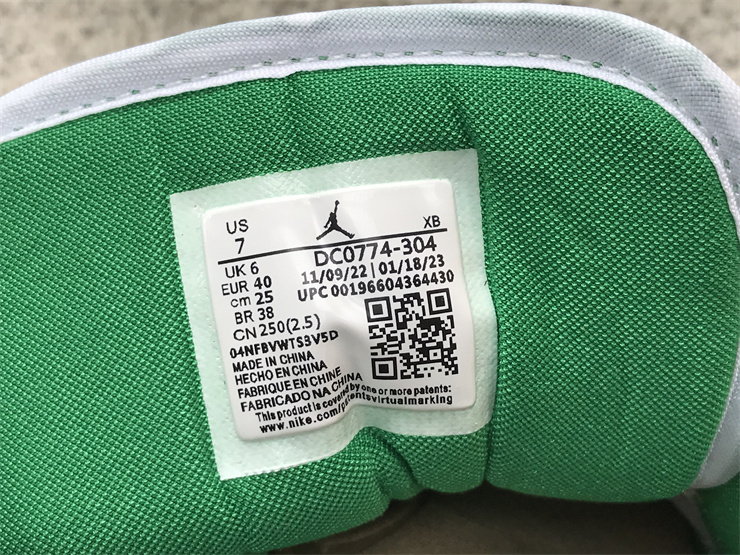 US XB
7
DC0774-304
UK 6 11/09/22 | 01/18/23
EUR 40 UPC 00196604364430
cm 25
BR 38
CN 250(2.5)
04NFBVWTS3V5D
MADE IN CHINA
HECHO EN CHINA
FABRIQUE EN CHINE
FABRICADO NA CHINA
This product is covered by one or more patents:
www.nike.com/patentsvirtualmarking